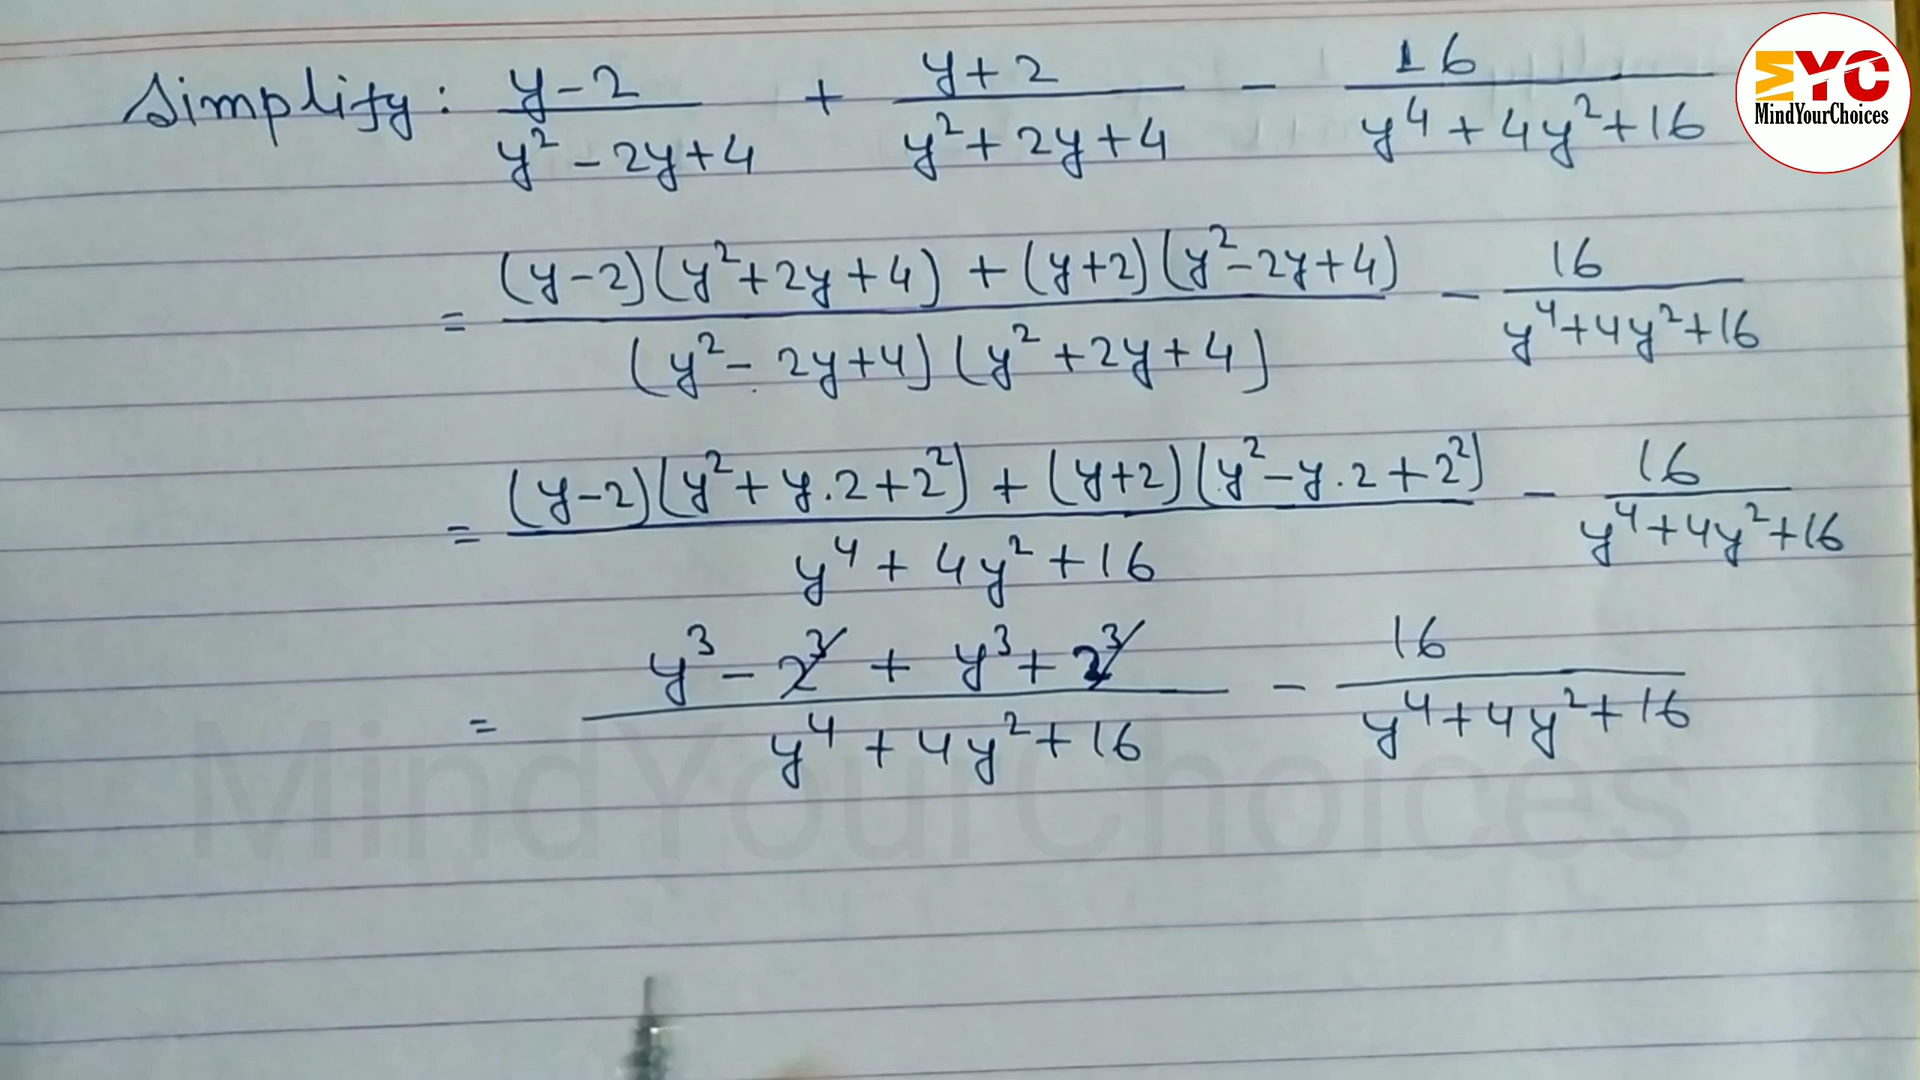 Simplify: (y-2)/(y²-2y+4) + (y+2)/(y²+2y+4) - 16/(y⁴+4y²+16)
= ((y-2)(y²+2y+4) + (y+2)(y²-2y+4))/((y²-2y+4)(y²+2y+4)) - 16/(y⁴+4y²+16)
= ((y-2)(y²+y.2+2²) + (y+2)(y²-y.2+2²))/(y⁴+4y²+16) - 16/(y⁴+4y²+16)
= (y³-2³ + y³+2³)/(y⁴+4y²+16) - 16/(y⁴+4y²+16)
MYC
MindYourChoices
MindYourChoices